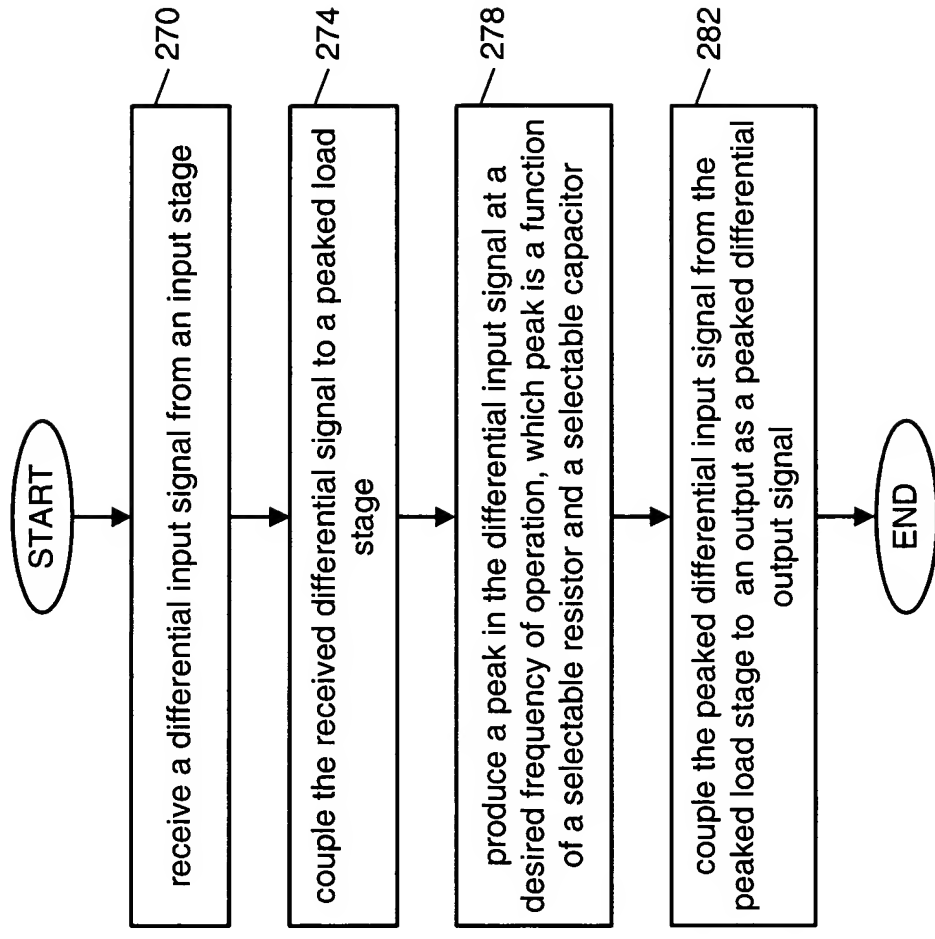 START
270
receive a differential input signal from an input stage
274
couple the received differential signal to a peaked load
stage
278
produce a peak in the differential input signal at a
desired frequency of operation, which peak is a function
of a selectable resistor and a selectable capacitor
282
couple the peaked differential input signal from the
peaked load stage to an output as a peaked differential
output signal
END